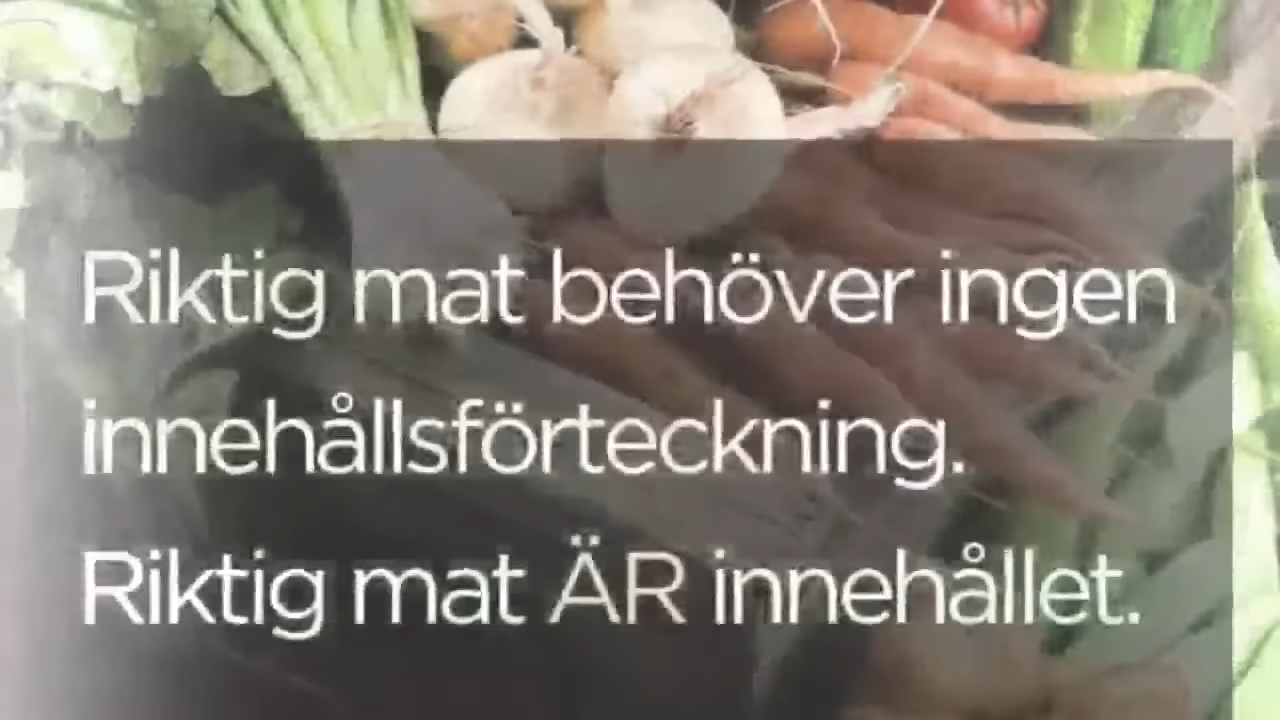 Riktig mat behöver ingen
innehållsförteckning.
Riktig mat ÄR innehållet.